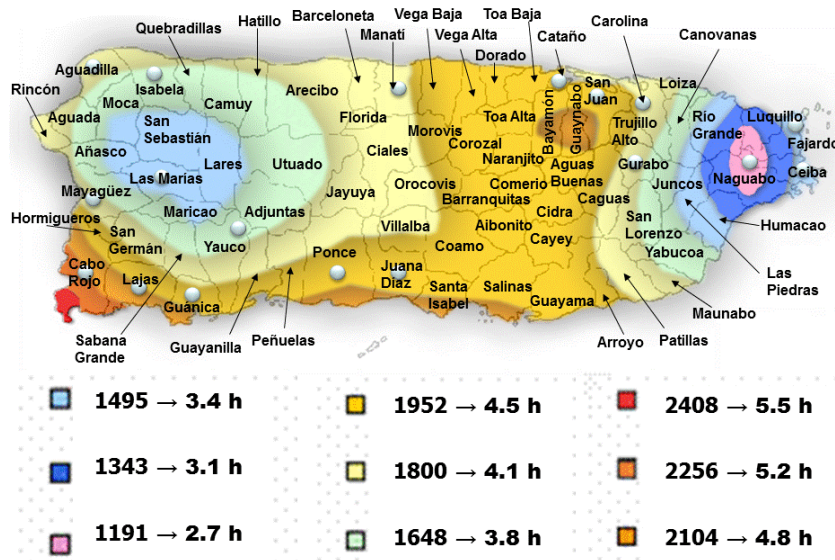 Barceloneta
Vega Baja
Toa Baja
Hatillo
Carolina
Quebradillas
Manatí
Vega Alta
Cataño
Canovanas
Dorado
Aguadilla
Isabela
Arecibo
San
Juan
Loiza
Rincón
Moca
Camuy
Aguada
San
Sebastián
Florida
Toa Alta
Bayamón
Guaynabo
Trujillo
Alto
Río
Grande
Luquillo
Morovis
Corozal
Fajardo
Añasco
Lares
Utuado
Ciales
Naranjito
Aguas
Buenas
Gurabo
Las Marías
Naguabo
Ceiba
Mayagüez
Jayuya
Orocovis
Comerio
Juncos
Barranquitas
Caguas
Hormigueros
Maricao
Adjuntas
Cidra
San
Lorenzo
Humacao
San
Germán
Villalba
Aibonito
Yauco
Ponce
Coamo
Cayey
Yabucoa
Cabo
Rojo
Lajas
Juana
Díaz
Las
Piedras
Guánica
Santa
Isabel
Salinas
Guayama
Maunabo
Sabana
Grande
Guayanilla
Peñuelas
Arroyo
Patillas
1495 → 3.4 h
1952 → 4.5 h
2408 → 5.5 h
1343 → 3.1 h
1800 → 4.1 h
2256 → 5.2 h
1191 → 2.7 h
1648 → 3.8 h
2104 → 4.8 h